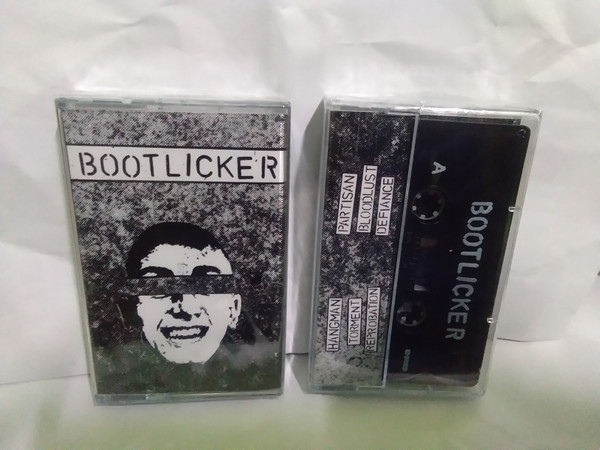 BOOTLICKER
PARTISAN
BLOODLUST
DEFIANCE
HANGMAN
TORMENT
REPROBATION
A
BOOTLICKER